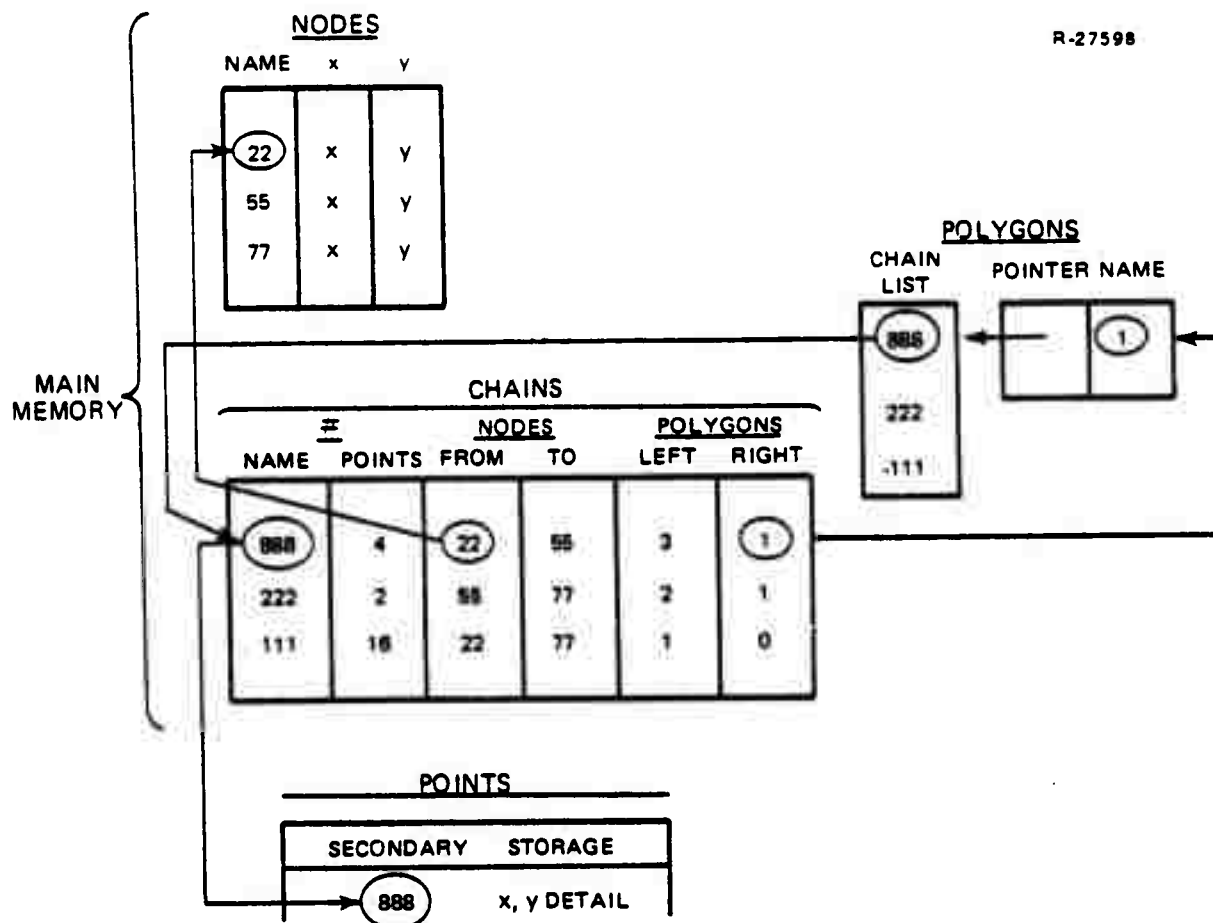 R-27598
NODES
NAME x y
22 x y
55 x y
77 x y
MAIN
MEMORY
POLYGONS
CHAIN
LIST
POINTER NAME
888
1
222
-111
CHAINS
# NODES POLYGONS
NAME POINTS FROM TO LEFT RIGHT
888 4 22 55 3 1
222 2 55 77 2 1
111 16 22 77 1 0
POINTS
SECONDARY STORAGE
888 x, y DETAIL